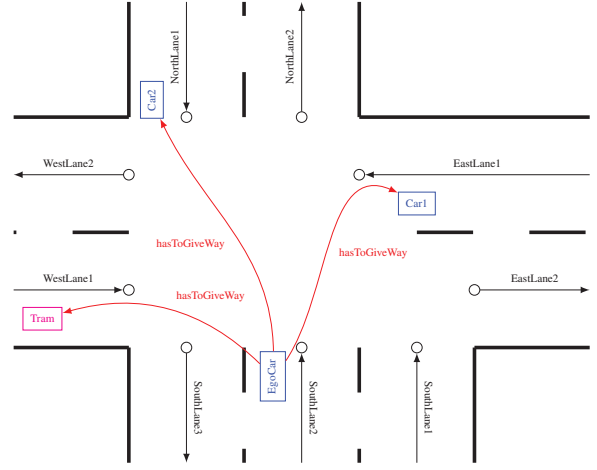 NorthLane1
NorthLane2
Car2
WestLane2
EastLane1
Car1
hasToGiveWay
hasToGiveWay
WestLane1
EastLane2
hasToGiveWay
Tram
EgoCar
SouthLane3
SouthLane2
SouthLane1